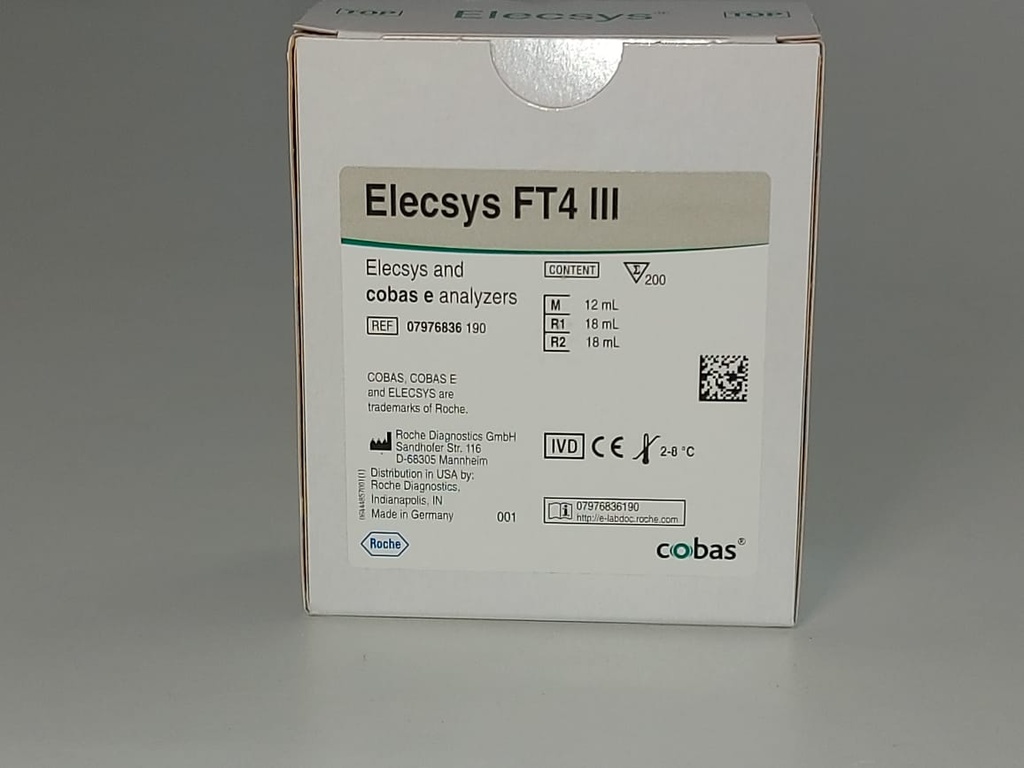 TOP Elecsys® TOP
Elecsys FT4 III
Elecsys and
cobas e analyzers
REF 07976836 190
CONTENT Σ 200
M 12 mL
R1 18 mL
R2 18 mL
COBAS, COBAS E
and ELECSYS are
trademarks of Roche.
Roche Diagnostics GmbH
Sandhofer Str. 116
D-68305 Mannheim
Distribution in USA by:
Roche Diagnostics,
Indianapolis, IN
Made in Germany 001
Roche
IVD CE 2-8 °C
07976836190
http://e-labdoc.roche.com
cobas®